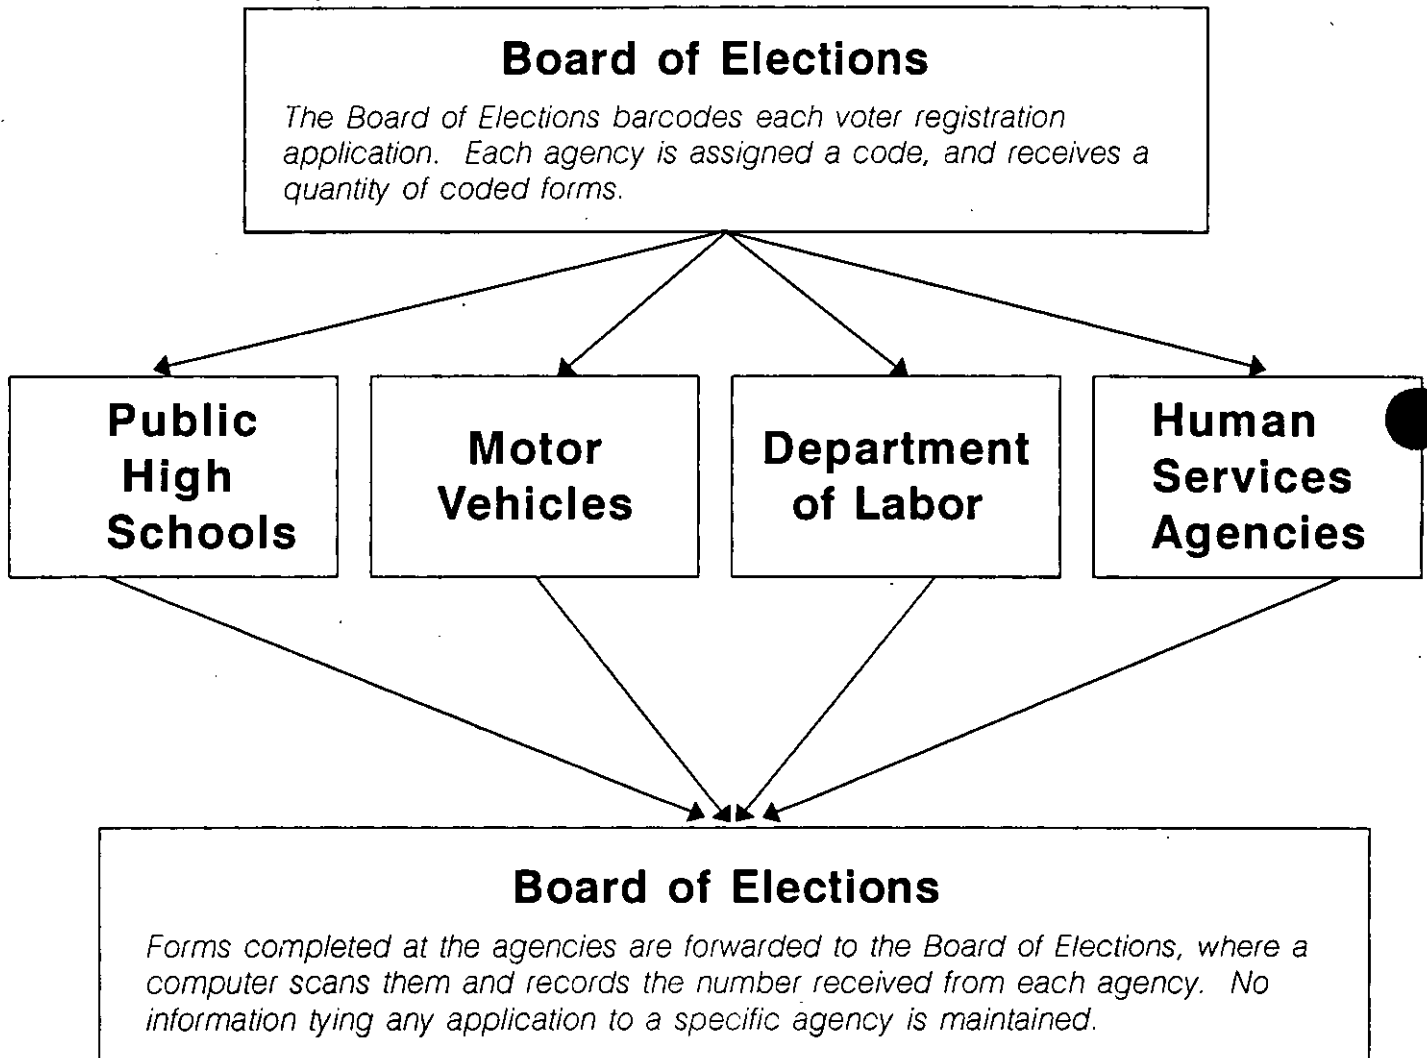 Board of Elections
The Board of Elections barcodes each voter registration
application. Each agency is assigned a code, and receives a
quantity of coded forms.
Public
High
Schools
Motor
Vehicles
Department
of Labor
Human
Services
Agencies
Board of Elections
Forms completed at the agencies are forwarded to the Board of Elections, where a
computer scans them and records the number received from each agency. No
information tying any application to a specific agency is maintained.